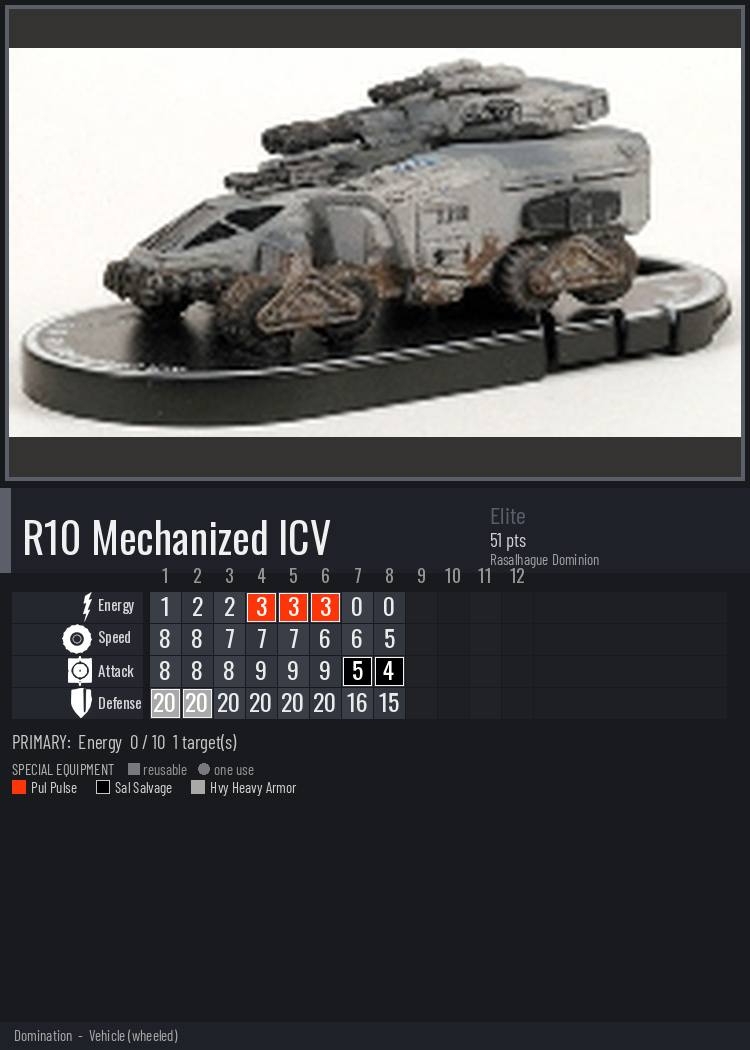 R10 Mechanized ICV
Elite
51 pts
Rasalhague Dominion
1 2 3 4 5 6 7 8 9 10 11 12
Energy 1 2 2 3 3 3 0 0
Speed 8 8 7 7 7 6 6 5
Attack 8 8 8 9 9 9 5 4
Defense 20 20 20 20 20 20 16 15
PRIMARY: Energy 0 / 10 1 target(s)
SPECIAL EQUIPMENT reusable one use
Pul Pulse Sal Salvage Hvy Heavy Armor
Domination - Vehicle (wheeled)